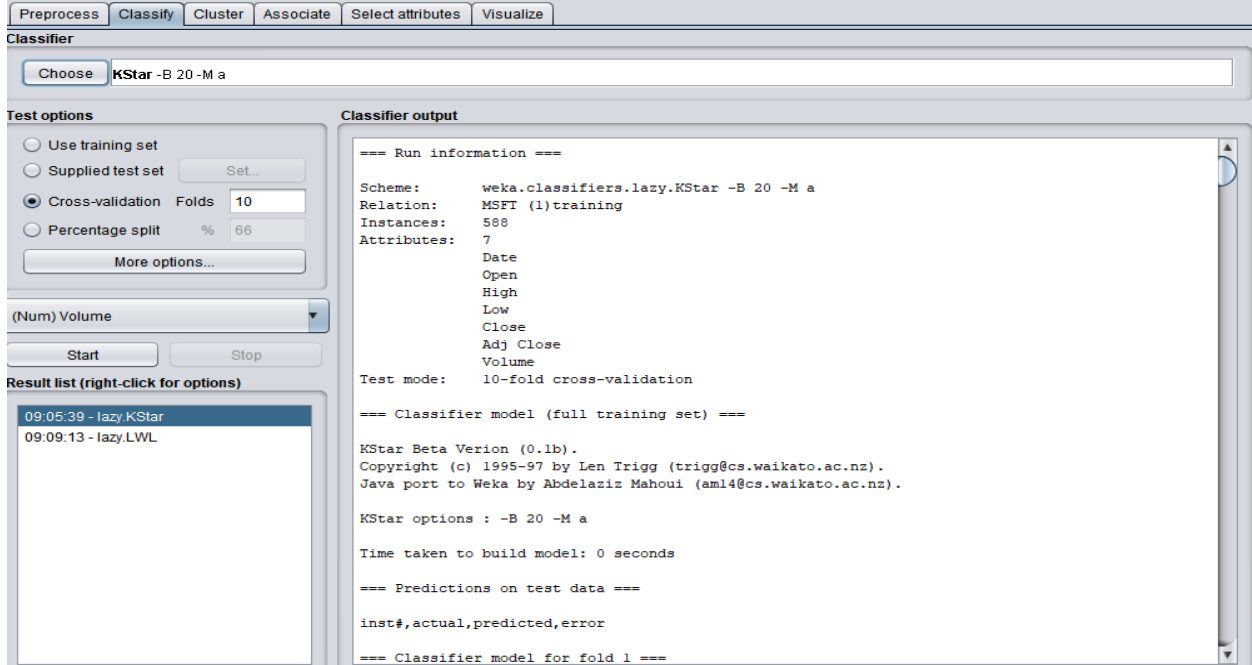 Preprocess Classify Cluster Associate Select attributes Visualize
Classifier
Choose KStar -B 20 -M a
Test options
Use training set
Supplied test set Set...
Cross-validation Folds 10
Percentage split % 66
More options...
(Num) Volume
Start Stop
Result list (right-click for options)
09:05:39 - lazy.KStar
09:09:13 - lazy.LWL
Classifier output
=== Run information ===
Scheme: weka.classifiers.lazy.KStar -B 20 -M a
Relation: MSFT (1)training
Instances: 588
Attributes: 7
Date
Open
High
Low
Close
Adj Close
Volume
Test mode: 10-fold cross-validation
=== Classifier model (full training set) ===
KStar Beta Verion (0.1b).
Copyright (c) 1995-97 by Len Trigg (trigg@cs.waikato.ac.nz).
Java port to Weka by Abdelaziz Mahoui (am14@cs.waikato.ac.nz).
KStar options : -B 20 -M a
Time taken to build model: 0 seconds
=== Predictions on test data ===
inst#,actual,predicted,error
=== Classifier model for fold 1 ===